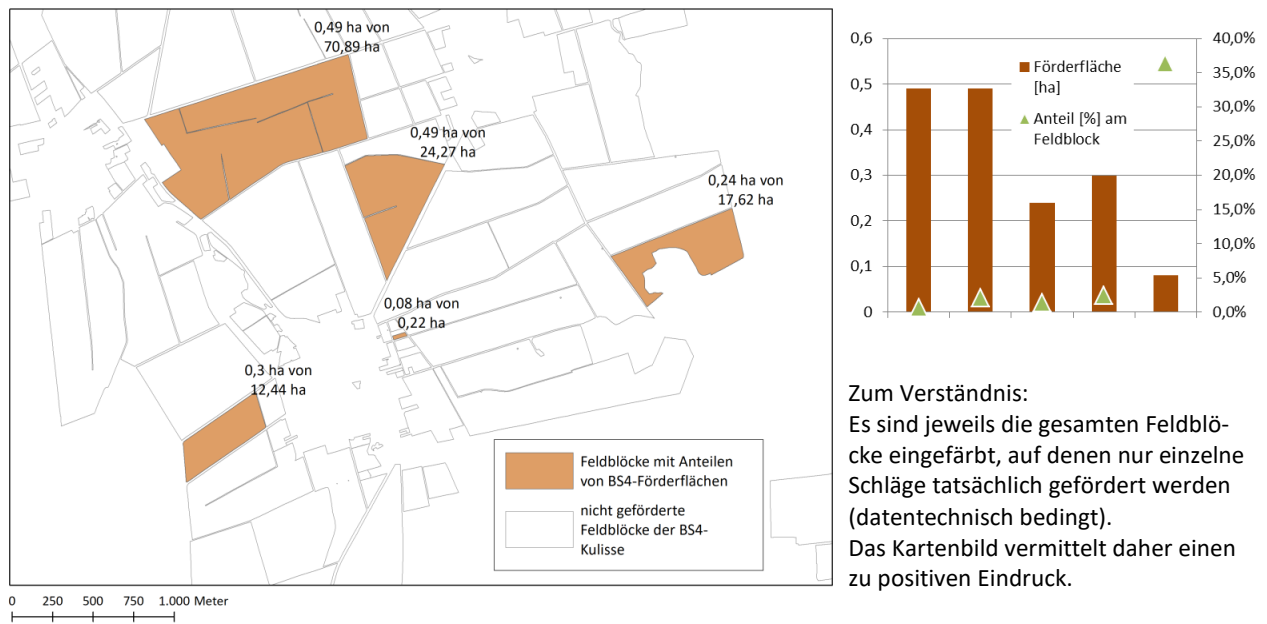 0,49 ha von
70,89 ha
0,49 ha von
24,27 ha
0,24 ha von
17,62 ha
0,08 ha von
0,22 ha
0,3 ha von
12,44 ha
Feldblöcke mit Anteilen
von BS4-Förderflächen
nicht geförderte
Feldblöcke der BS4-
Kulisse
0 250 500 750 1.000 Meter
0,6
0,5
0,4
0,3
0,2
0,1
0
Förderfläche
[ha]
Anteil [%] am
Feldblock
40,0%
35,0%
30,0%
25,0%
20,0%
15,0%
10,0%
5,0%
0,0%
Zum Verständnis:
Es sind jeweils die gesamten Feldblö-
cke eingefärbt, auf denen nur einzelne
Schläge tatsächlich gefördert werden
(datentechnisch bedingt).
Das Kartenbild vermittelt daher einen
zu positiven Eindruck.